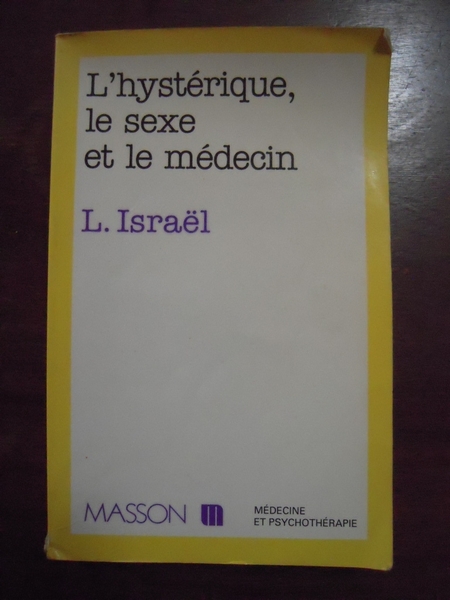 L'hystérique,
le sexe
et le médecin
L. Israël
MASSON m
MÉDECINE
ET PSYCHOTHÉRAPIE